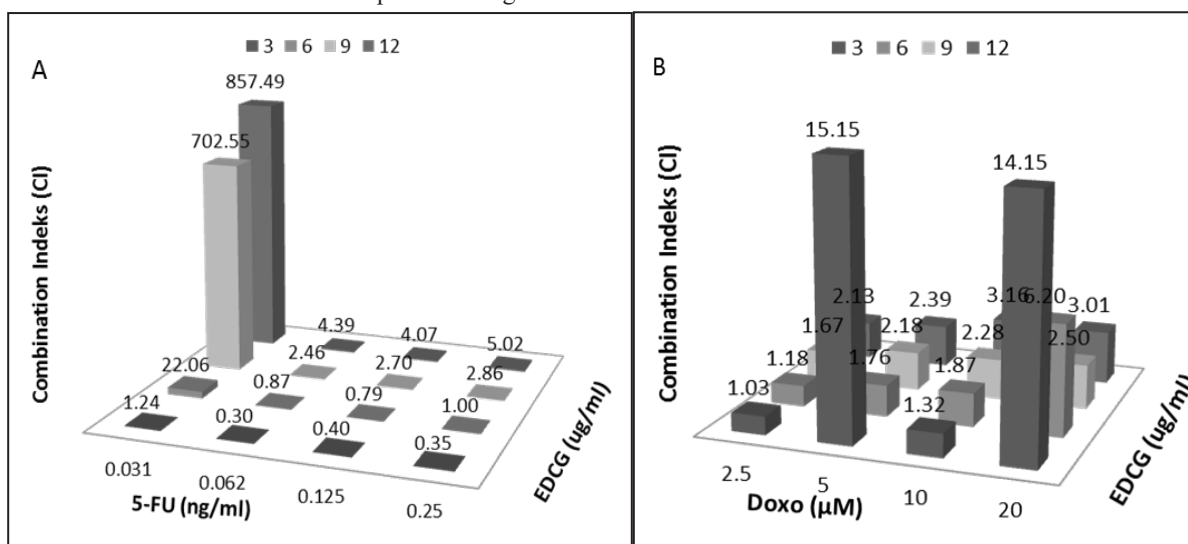 A
3 6 9 12
857.49
702.55
4.39 4.07 5.02
22.06 2.46 2.70 2.86
0.87 0.79 1.00
1.24 0.30 0.40 0.35
0.031 0.062 0.125 0.25
Combination Indeks (CI)
5-FU (ng/ml)
EDCG (ug/ml)
B
3 6 9 12
15.15
14.15
2.13 2.39 3.16 3.01
1.67 2.18 2.28 2.50
1.18 1.76 1.87 6.20
1.03 1.32
2.5 5 10 20
Combination Indeks (CI)
Doxo (µM)
EDCG (ug/ml)